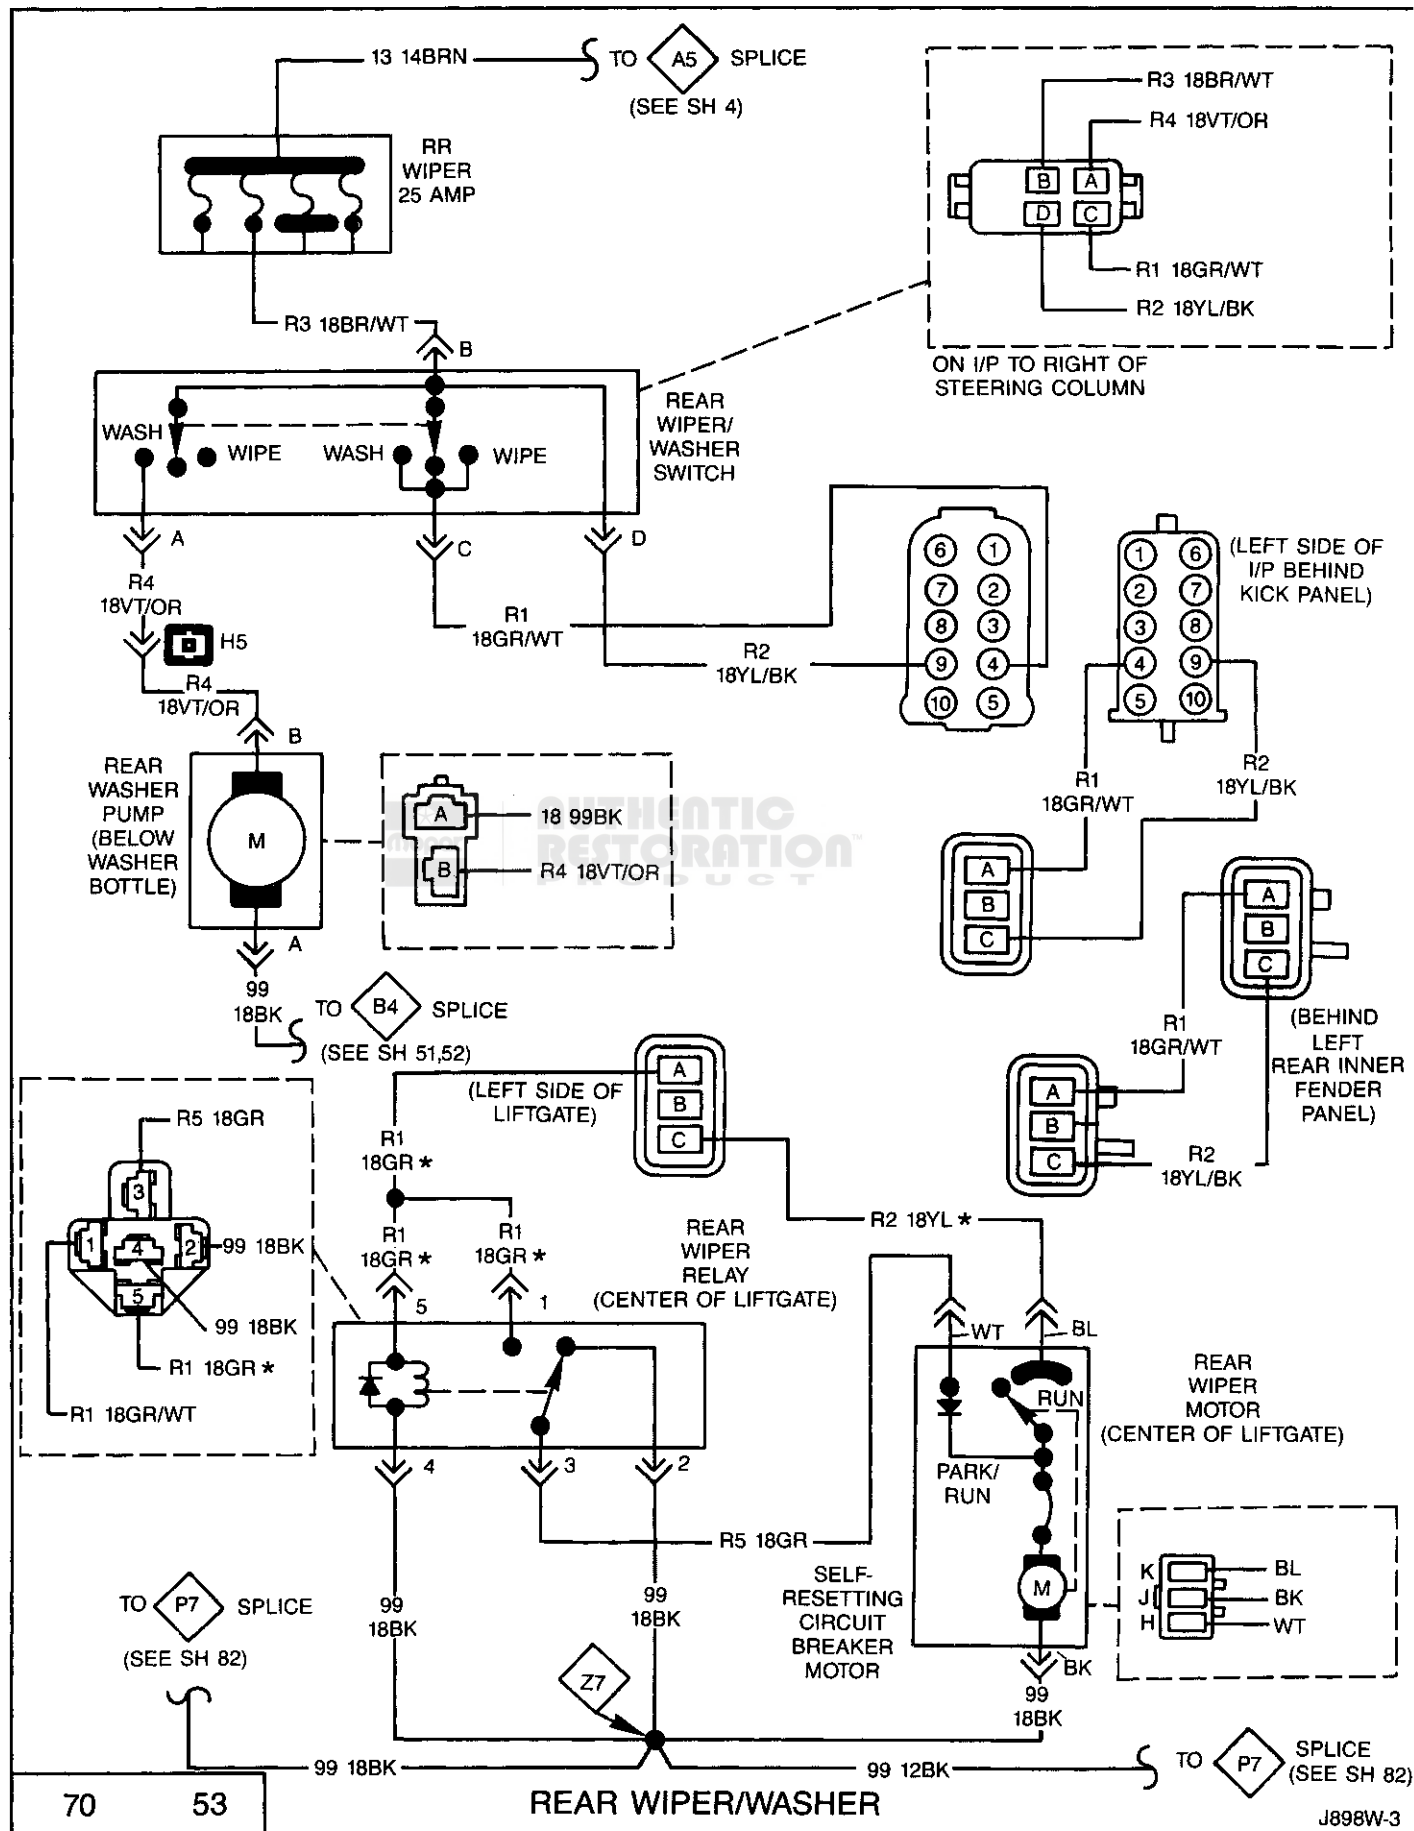 13 14BRN
TO A5 SPLICE
(SEE SH 4)
RR
WIPER
25 AMP
R3 18BR/WT
R4 18VT/OR
B A
D C
R1 18GR/WT
R2 18YL/BK
ON I/P TO RIGHT OF
STEERING COLUMN
R3 18BR/WT
B
REAR
WIPER/
WASHER
SWITCH
WASH
WIPE
WASH
WIPE
A
C
D
R4
18VT/OR
H5
R4
18VT/OR
B
R1
18GR/WT
R2
18YL/BK
6 1
7 2
8 3
9 4
10 5
1 6
2 7
3 8
4 9
5 10
(LEFT SIDE OF
I/P BEHIND
KICK PANEL)
R1
18GR/WT
R2
18YL/BK
REAR
WASHER
PUMP
(BELOW
WASHER
BOTTLE)
M
A
A
18 99BK
B
R4 18VT/OR
AUTHENTIC
RESTORATION™
PRODUCT
A
B
C
A
B
C
(BEHIND
LEFT
REAR INNER
FENDER
PANEL)
R1
18GR/WT
A
B
C
R2
18YL/BK
99
18BK
TO B4 SPLICE
(SEE SH 51,52)
(LEFT SIDE OF
LIFTGATE)
A
B
C
R1
18GR *
R1
18GR *
R1
18GR *
5
1
R2 18YL *
REAR
WIPER
RELAY
(CENTER OF LIFTGATE)
R5 18GR
3
1 4 2
5
99 18BK
99 18BK
R1 18GR *
R1 18GR/WT
4
3
2
WT
BL
RUN
PARK/
RUN
M
REAR
WIPER
MOTOR
(CENTER OF LIFTGATE)
R5 18GR
SELF-
RESETTING
CIRCUIT
BREAKER
MOTOR
K BL
J BK
H WT
BK
99
18BK
99
18BK
99
18BK
TO P7 SPLICE
(SEE SH 82)
Z7
99 18BK
99 12BK
TO P7 SPLICE
(SEE SH 82)
70 53
REAR WIPER/WASHER
J898W-3